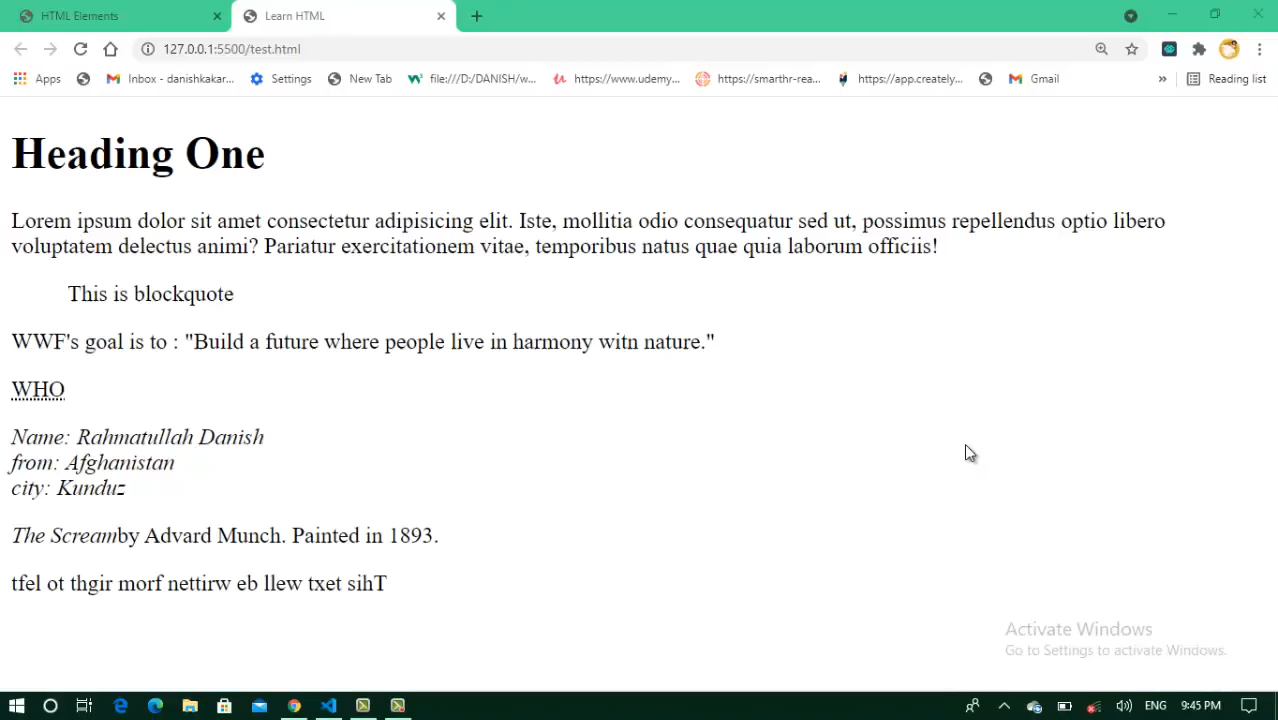 HTML Elements
Learn HTML
127.0.0.1:5500/test.html
Apps
Inbox - danishkakar...
Settings
New Tab
file:///D:/DANISH/w...
https://www.udemy...
https://smarthr-rea...
https://app.creately...
Gmail
»
Reading list
Heading One
Lorem ipsum dolor sit amet consectetur adipisicing elit. Iste, mollitia odio consequatur sed ut, possimus repellendus optio libero
voluptatem delectus animi? Pariatur exercitationem vitae, temporibus natus quae quia laborum officiis!
This is blockquote
WWF's goal is to : "Build a future where people live in harmony witn nature."
WHO
Name: Rahmatullah Danish
from: Afghanistan
city: Kunduz
The Screamby Advard Munch. Painted in 1893.
tfel ot thgir morf nettirw eb llew txet sihT
Activate Windows
Go to Settings to activate Windows.
ENG
9:45 PM